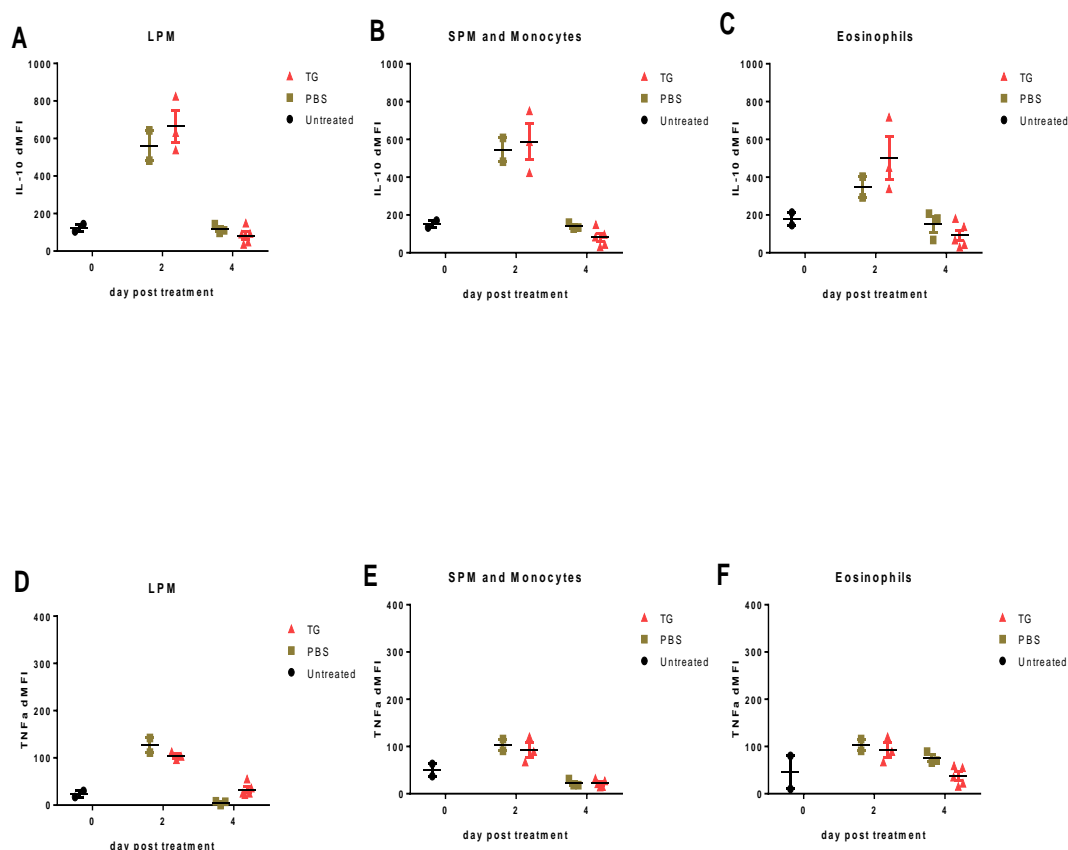 A
LPM
1000
800
600
400
200
0
IL-10 dMFI
0 2 4
day post treatment
TG
PBS
Untreated
B
SPM and Monocytes
1000
800
600
400
200
0
IL-10 dMFI
0 2 4
day post treatment
TG
PBS
Untreated
C
Eosinophils
1000
800
600
400
200
0
IL-10 dMFI
0 2 4
day post treatment
TG
PBS
Untreated
D
LPM
400
300
200
100
0
TNFa dMFI
0 2 4
day post treatment
TG
PBS
Untreated
E
SPM and Monocytes
400
300
200
100
0
TNFa dMFI
0 2 4
day post treatment
TG
PBS
Untreated
F
Eosinophils
400
300
200
100
0
TNFa dMFI
0 2 4
day post treatment
TG
PBS
Untreated